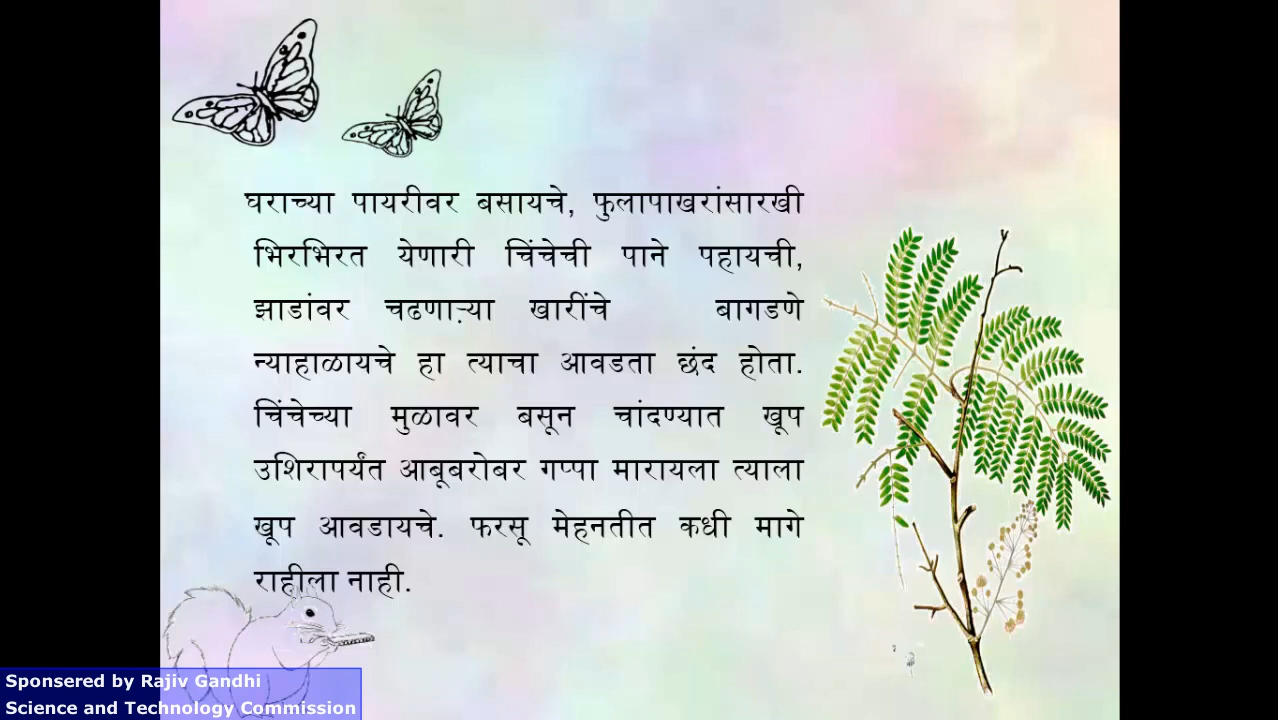 घराच्या पायरीवर बसायचे, फुलापाखरांसारखी
भिरभिरत येणारी चिंचेची पाने पहायची,
झाडांवर चढणाऱ्या खारींचे बागडणे
न्याहाळायचे हा त्याचा आवडता छंद होता.
चिंचेच्या मुळावर बसून चांदण्यात खूप
उशिरापर्यंत आबूबरोबर गप्पा मारायला त्याला
खूप आवडायचे. फरसू मेहनतीत कधी मागे
राहीला नाही.
Sponsered by Rajiv Gandhi
Science and Technology Commission